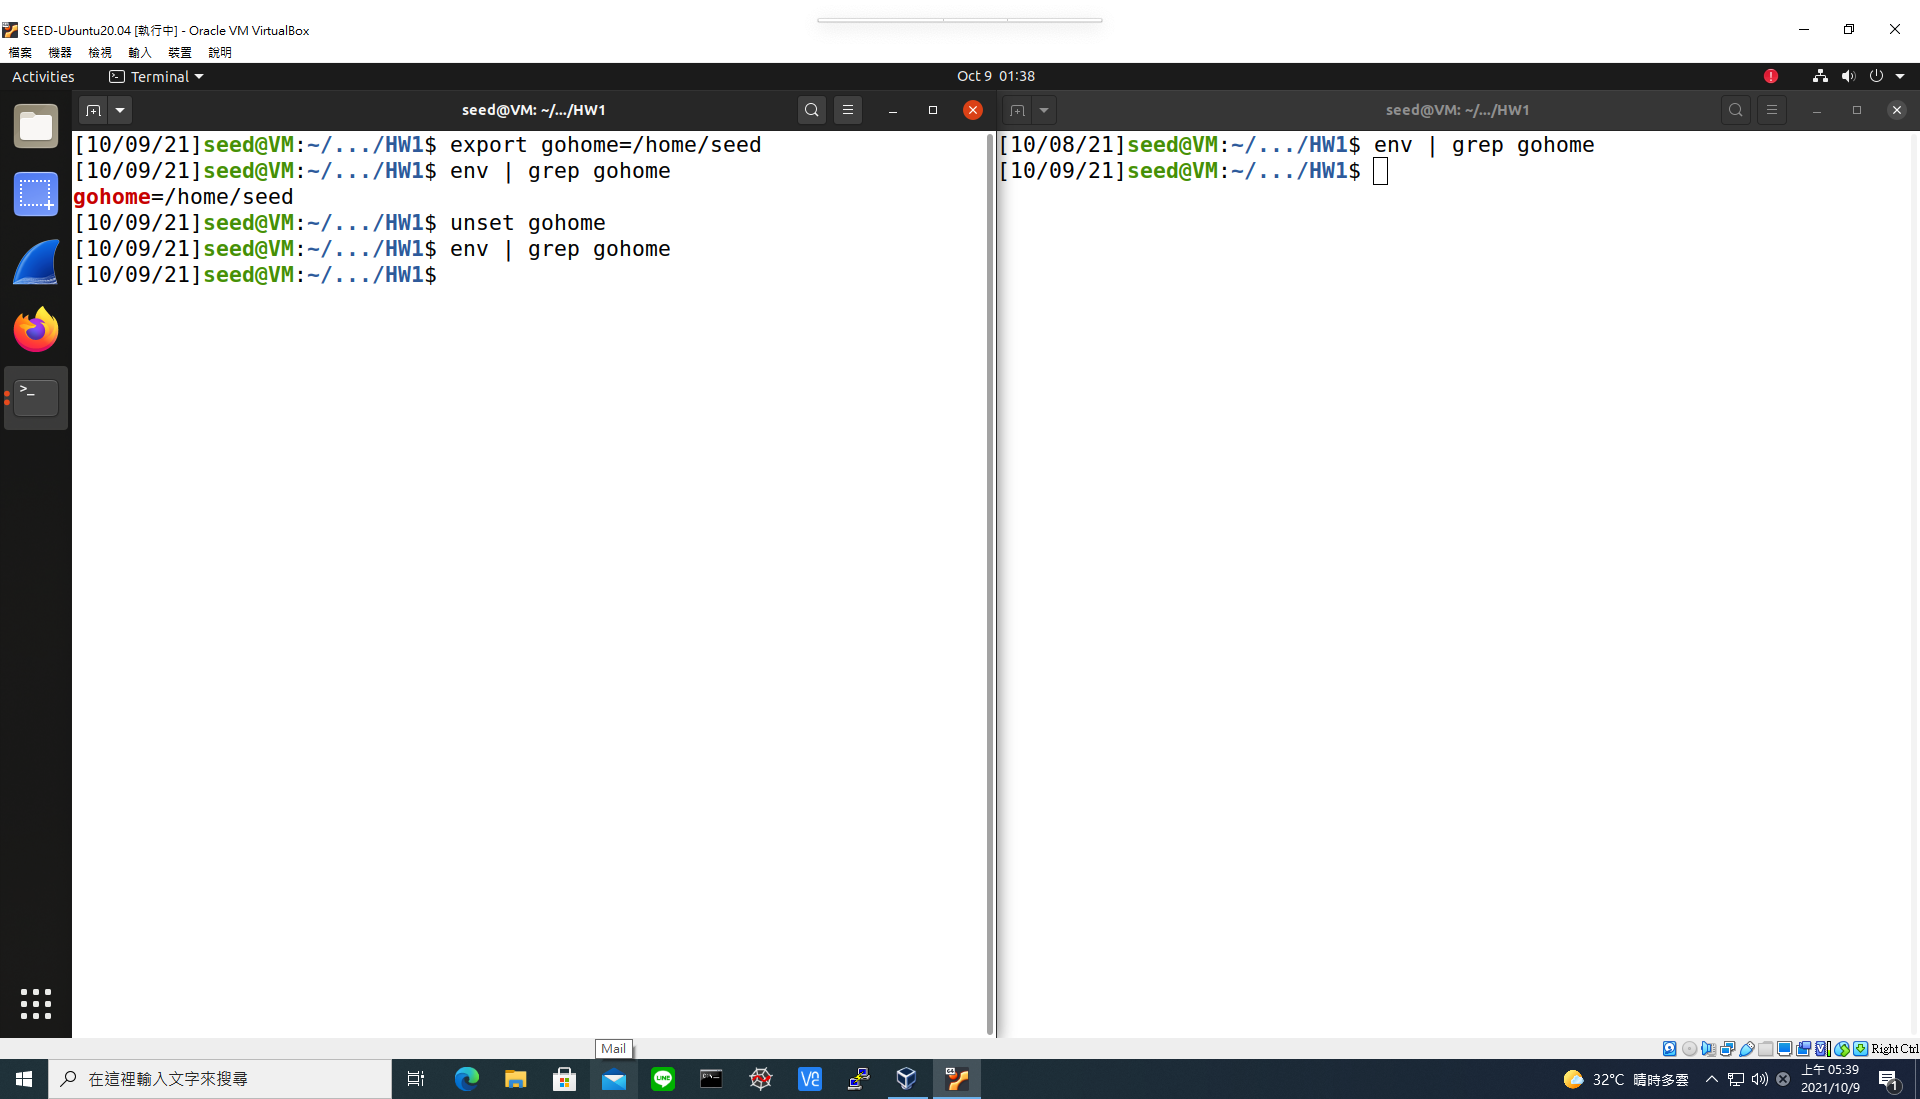 SEED-Ubuntu20.04 [執行中] - Oracle VM VirtualBox
檔案 機器 檢視 輸入 裝置 說明
Activities Terminal Oct 9 01:38
seed@VM: ~/.../HW1
[10/09/21]seed@VM:~/.../HW1$ export gohome=/home/seed
[10/09/21]seed@VM:~/.../HW1$ env | grep gohome
gohome=/home/seed
[10/09/21]seed@VM:~/.../HW1$ unset gohome
[10/09/21]seed@VM:~/.../HW1$ env | grep gohome
[10/09/21]seed@VM:~/.../HW1$
seed@VM: ~/.../HW1
[10/08/21]seed@VM:~/.../HW1$ env | grep gohome
[10/09/21]seed@VM:~/.../HW1$
Mail
Right Ctrl
在這裡輸入文字來搜尋
LINE
32°C 晴時多雲
上午 05:39
2021/10/9
1